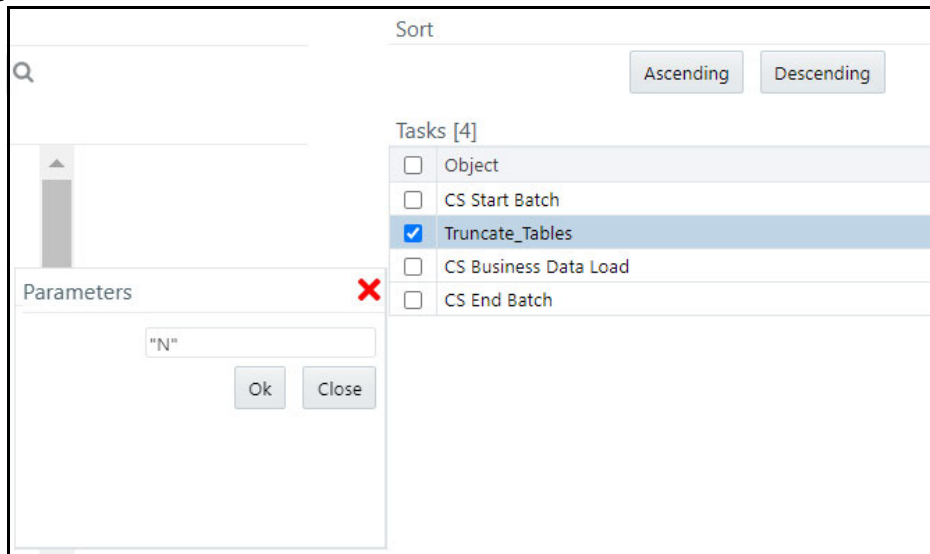 Sort
Ascending Descending
Tasks [4]
Object
CS Start Batch
Truncate_Tables
CS Business Data Load
CS End Batch
Parameters
"N"
Ok Close